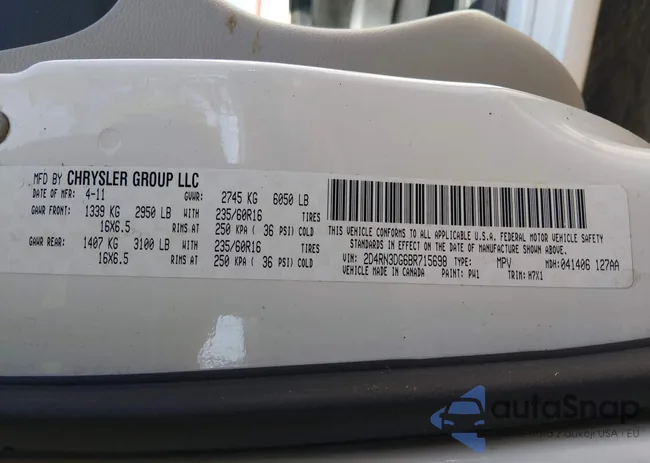 MFD BY CHRYSLER GROUP LLC
DATE OF MFR: 4-11 GVWR: 2745 KG 6050 LB
GAWR FRONT: 1339 KG 2950 LB WITH 235/60R16 TIRES
16X6.5 RIMS AT 250 KPA ( 36 PSI) COLD
GAWR REAR: 1407 KG 3100 LB WITH 235/60R16 TIRES
16X6.5 RIMS AT 250 KPA ( 36 PSI) COLD
THIS VEHICLE CONFORMS TO ALL APPLICABLE U.S.A. FEDERAL MOTOR VEHICLE SAFETY
STANDARDS IN EFFECT ON THE DATE OF MANUFACTURE SHOWN ABOVE.
VIN: 2D4RN3DG6BR715698 TYPE: MPV MDH: 041406 127AA
VEHICLE MADE IN CANADA PAINT: PW1 TRIM: H7X1
autaSnap
z aukcji USA i EU